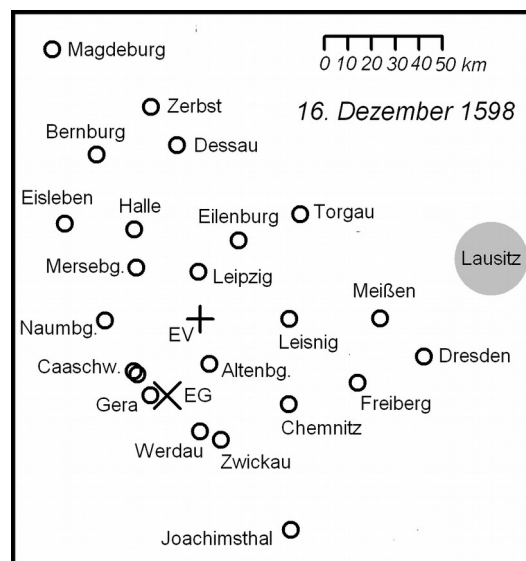 Magdeburg
0 10 20 30 40 50 km
Zerbst
16. Dezember 1598
Bernburg
Dessau
Eisleben
Halle
Eilenburg
Torgau
Mersebg.
Leipzig
Lausitz
Meißen
Naumbg.
EV
Leisnig
Dresden
Caaschw.
Altenbg.
Gera
EG
Freiberg
Chemnitz
Werdau
Zwickau
Joachimsthal